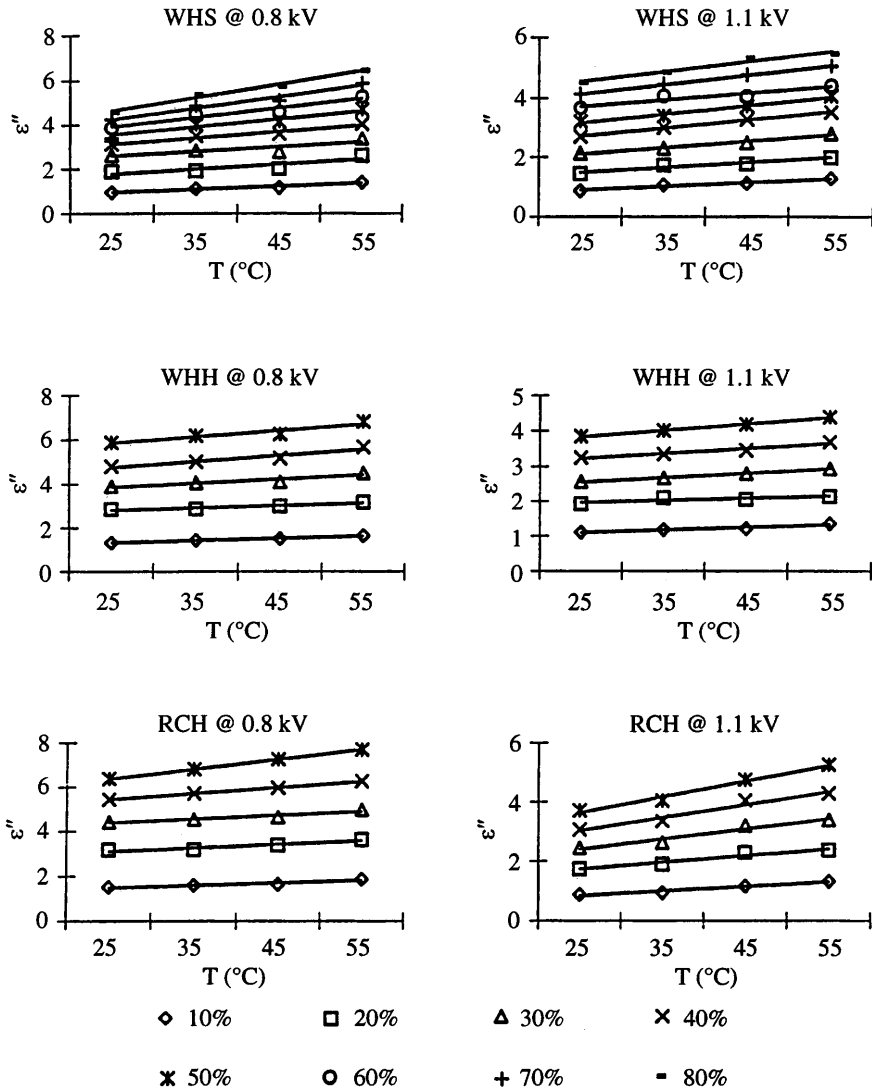 WHS @ 0.8 kV
8
6
4
2
0
ε″
25 35 45 55
T (°C)
WHS @ 1.1 kV
6
4
2
0
ε″
25 35 45 55
T (°C)
WHH @ 0.8 kV
8
6
4
2
0
ε″
25 35 45 55
T (°C)
WHH @ 1.1 kV
5
4
3
2
1
0
ε″
25 35 45 55
T (°C)
RCH @ 0.8 kV
8
6
4
2
0
ε″
25 35 45 55
T (°C)
RCH @ 1.1 kV
6
4
2
0
ε″
25 35 45 55
T (°C)
10% 20% 30% 40%
50% 60% 70% 80%